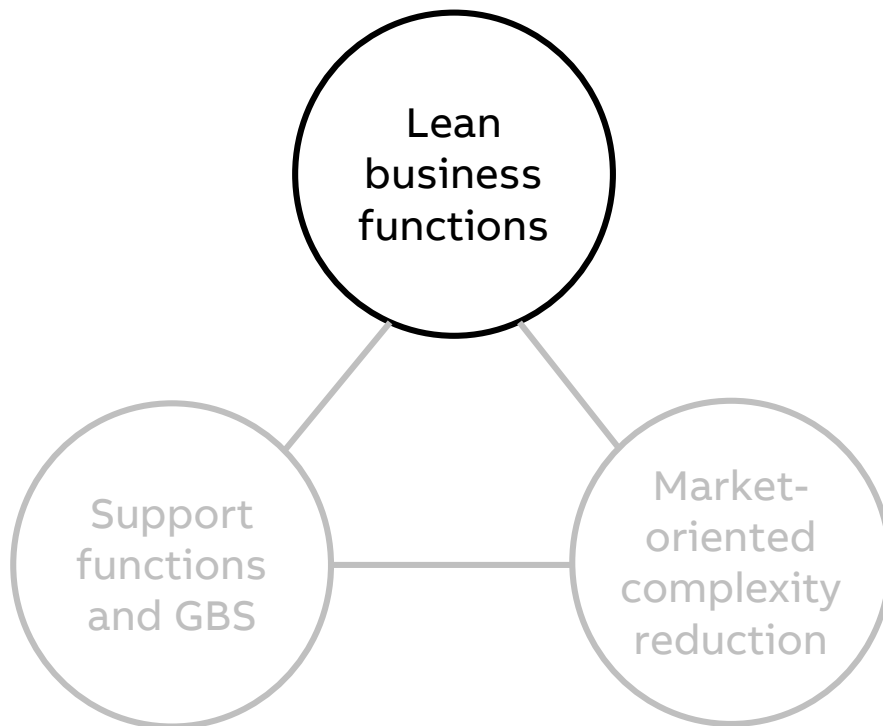 Lean
business
functions
Support
functions
and GBS
Market-
oriented
complexity
reduction